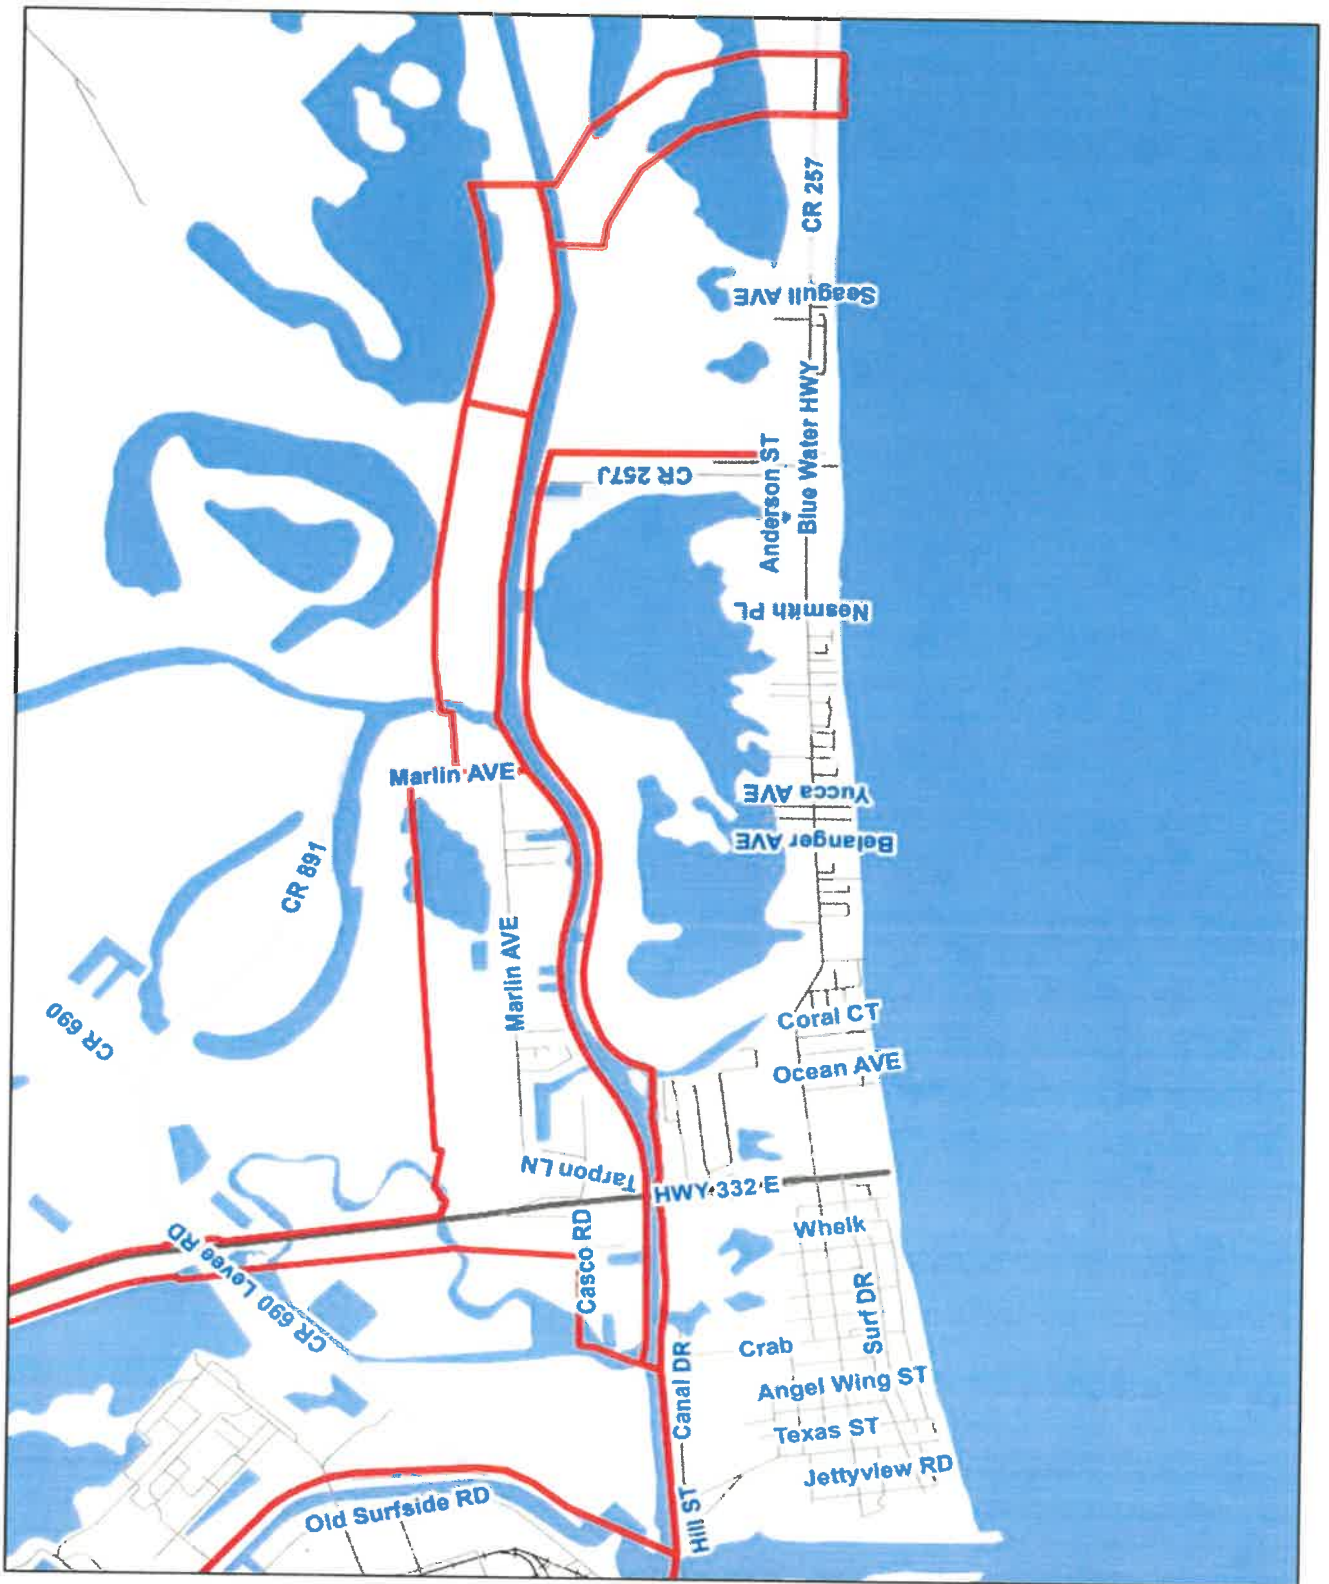 CR 257
Seagull AVE
Blue Water HWY
Anderson ST
CR 257J
Nesmith PL
Marlin AVE
Yucca AVE
Belanger AVE
CR 891
Marlin AVE
CR 690
Coral CT
Ocean AVE
Tarpon LN
HWY 332 E
Whelk
CR 690 Levee RD
Casco RD
Surf DR
Crab
Canal DR
Angel Wing ST
Texas ST
Jettyview RD
Old Surfside RD
Hill ST